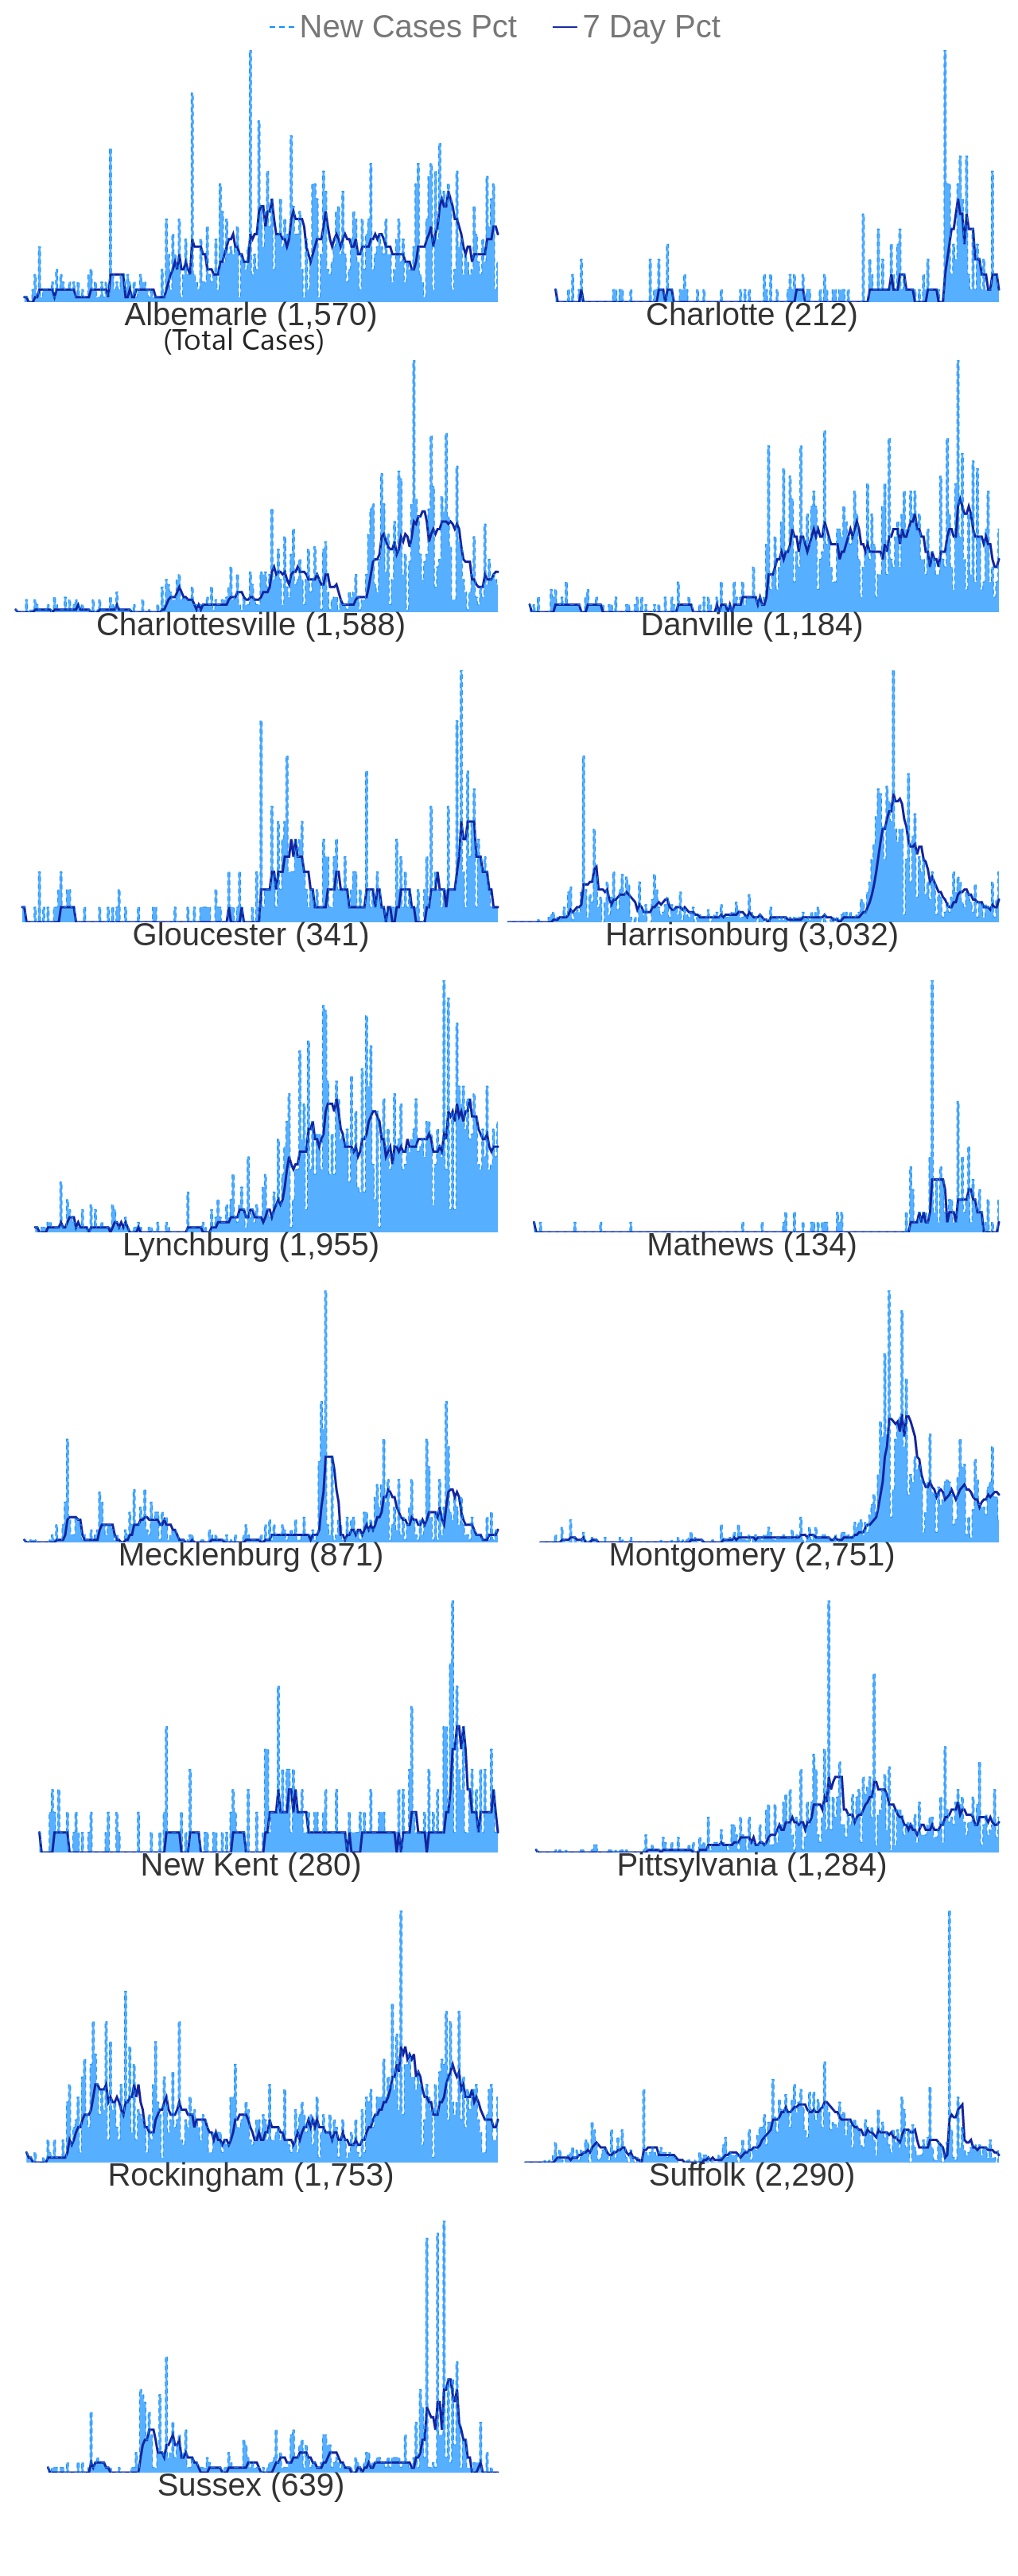 New Cases Pct 7 Day Pct
Albemarle (1,570) Charlotte (212)
(Total Cases)
Charlottesville (1,588) Danville (1,184)
Gloucester (341) Harrisonburg (3,032)
Lynchburg (1,955) Mathews (134)
Mecklenburg (871) Montgomery (2,751)
New Kent (280) Pittsylvania (1,284)
Rockingham (1,753) Suffolk (2,290)
Sussex (639)